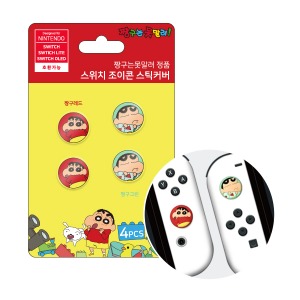 Designed for
NINTENDO
SWITCH
SWITCH LITE
SWITCH OLED
호환가능
짱구는못말려!
짱구는못말려 정품
스위치 조이콘 스틱커버
짱구레드
짱구그린
4PCS
X
Y
A
B